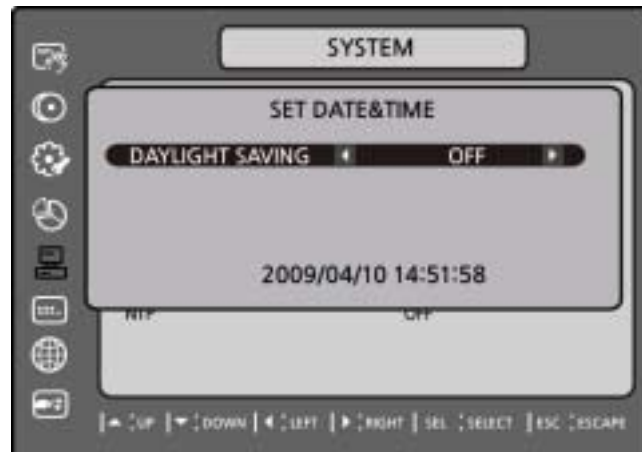 SYSTEM
SET DATE&TIME
DAYLIGHT SAVING OFF
2009/04/10 14:51:58
NTP OFF
UP DOWN LEFT RIGHT SEL : SELECT ESC : ESCAPE